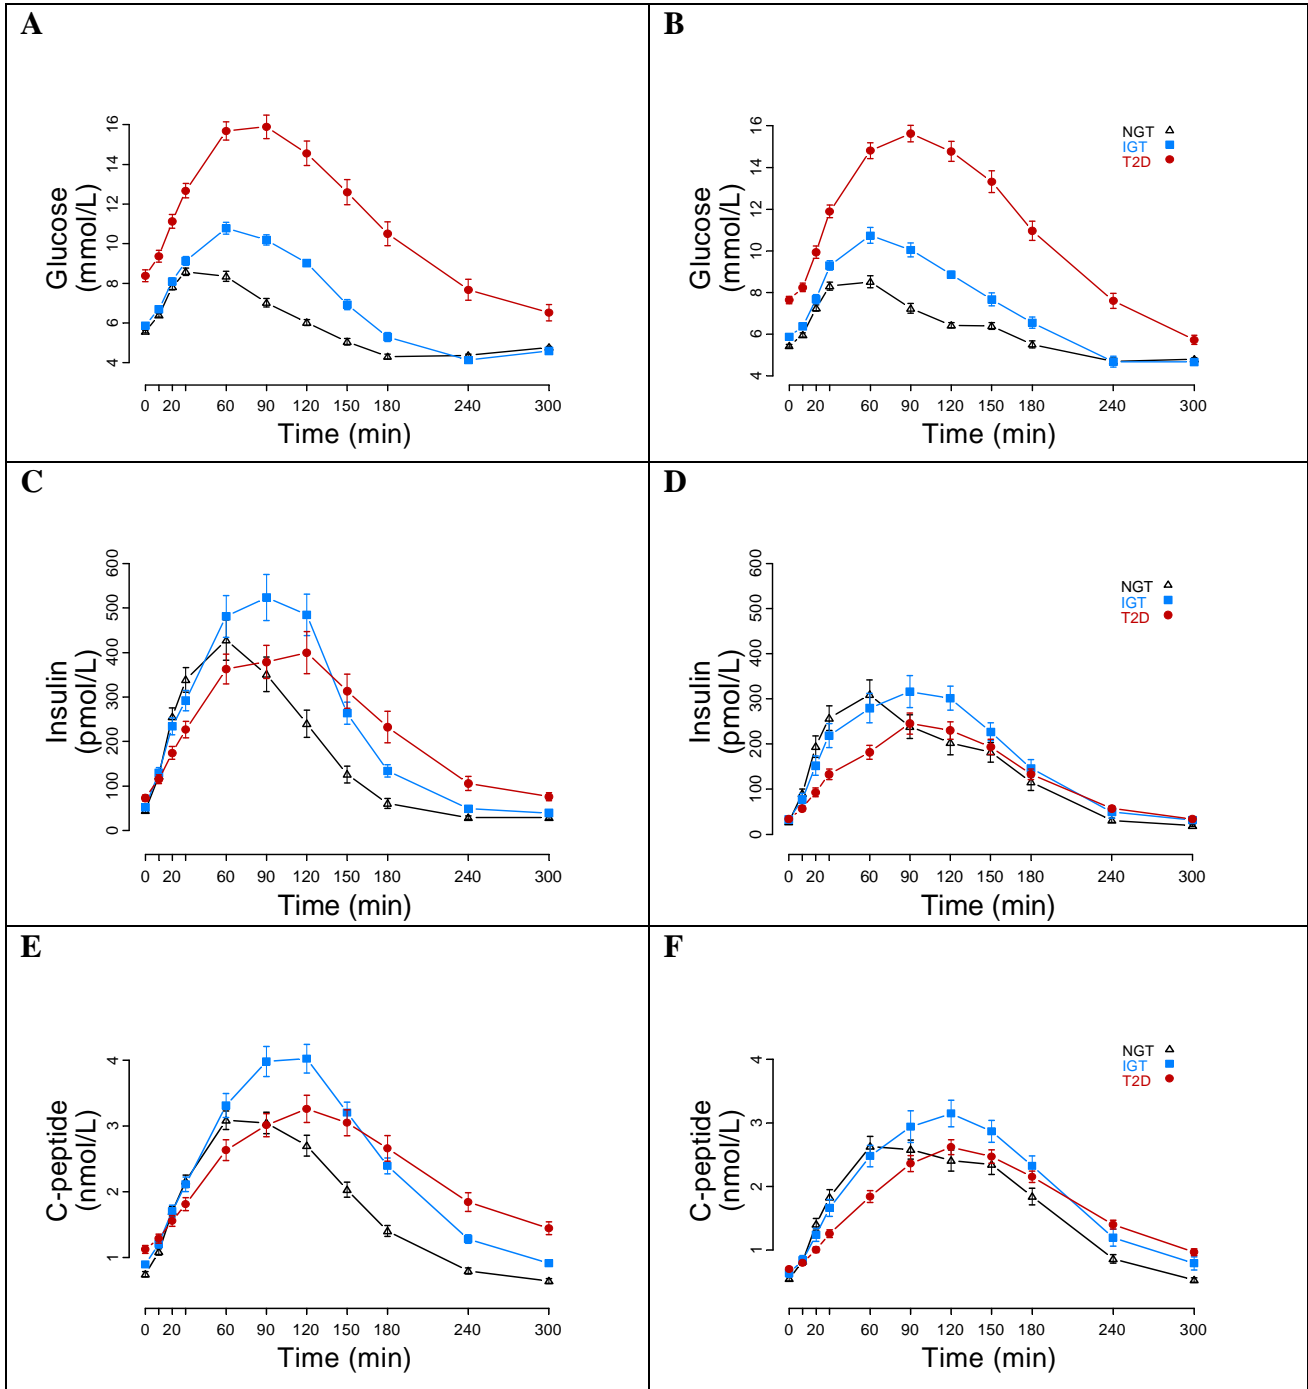 A
Glucose
(mmol/L)
4 6 8 10 12 14 16
0 20 60 90 120 150 180 240 300
Time (min)
B
Glucose
(mmol/L)
4 6 8 10 12 14 16
NGT
IGT
T2D
0 20 60 90 120 150 180 240 300
Time (min)
C
Insulin
(pmol/L)
0 100 200 300 400 500 600
0 20 60 90 120 150 180 240 300
Time (min)
D
Insulin
(pmol/L)
0 100 200 300 400 500 600
NGT
IGT
T2D
0 20 60 90 120 150 180 240 300
Time (min)
E
C-peptide
(nmol/L)
1 2 3 4
0 20 60 90 120 150 180 240 300
Time (min)
F
C-peptide
(nmol/L)
1 2 3 4
NGT
IGT
T2D
0 20 60 90 120 150 180 240 300
Time (min)